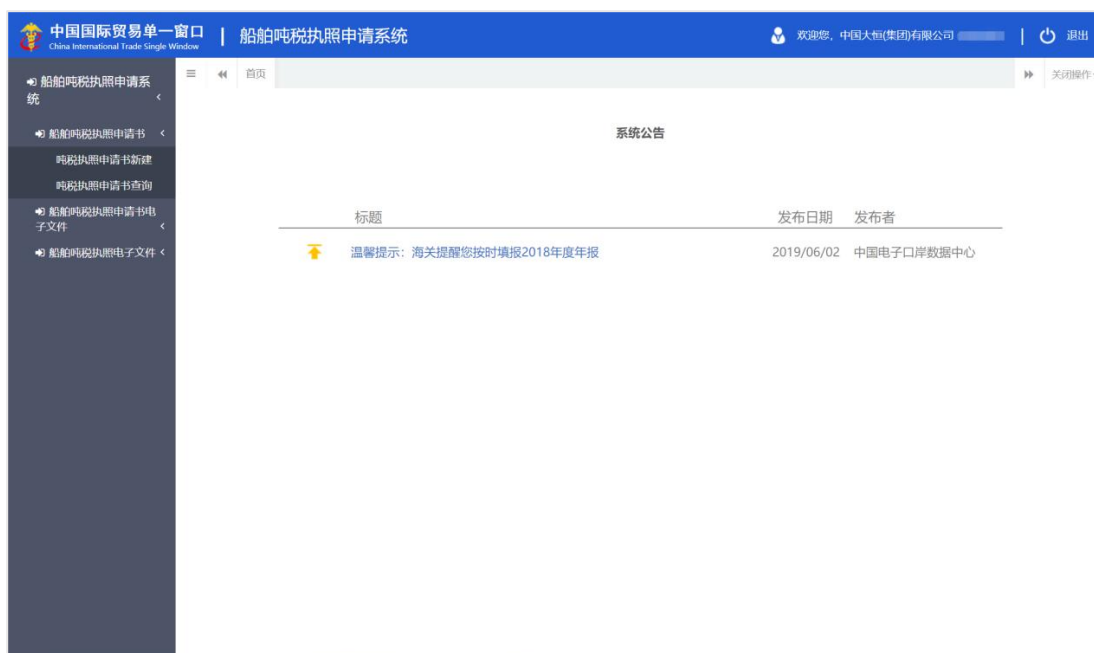 中国国际贸易单一窗口 | 船舶吨税执照申请系统
China International Trade Single Window
欢迎您，中国大恒(集团)有限公司
退出
船舶吨税执照申请系
统
首页
关闭操作
船舶吨税执照申请书
吨税执照申请书新建
吨税执照申请书查询
船舶吨税执照申请书电
子文件
船舶吨税执照电子文件
系统公告
标题 发布日期 发布者
温馨提示：海关提醒您按时填报2018年度年报 2019/06/02 中国电子口岸数据中心